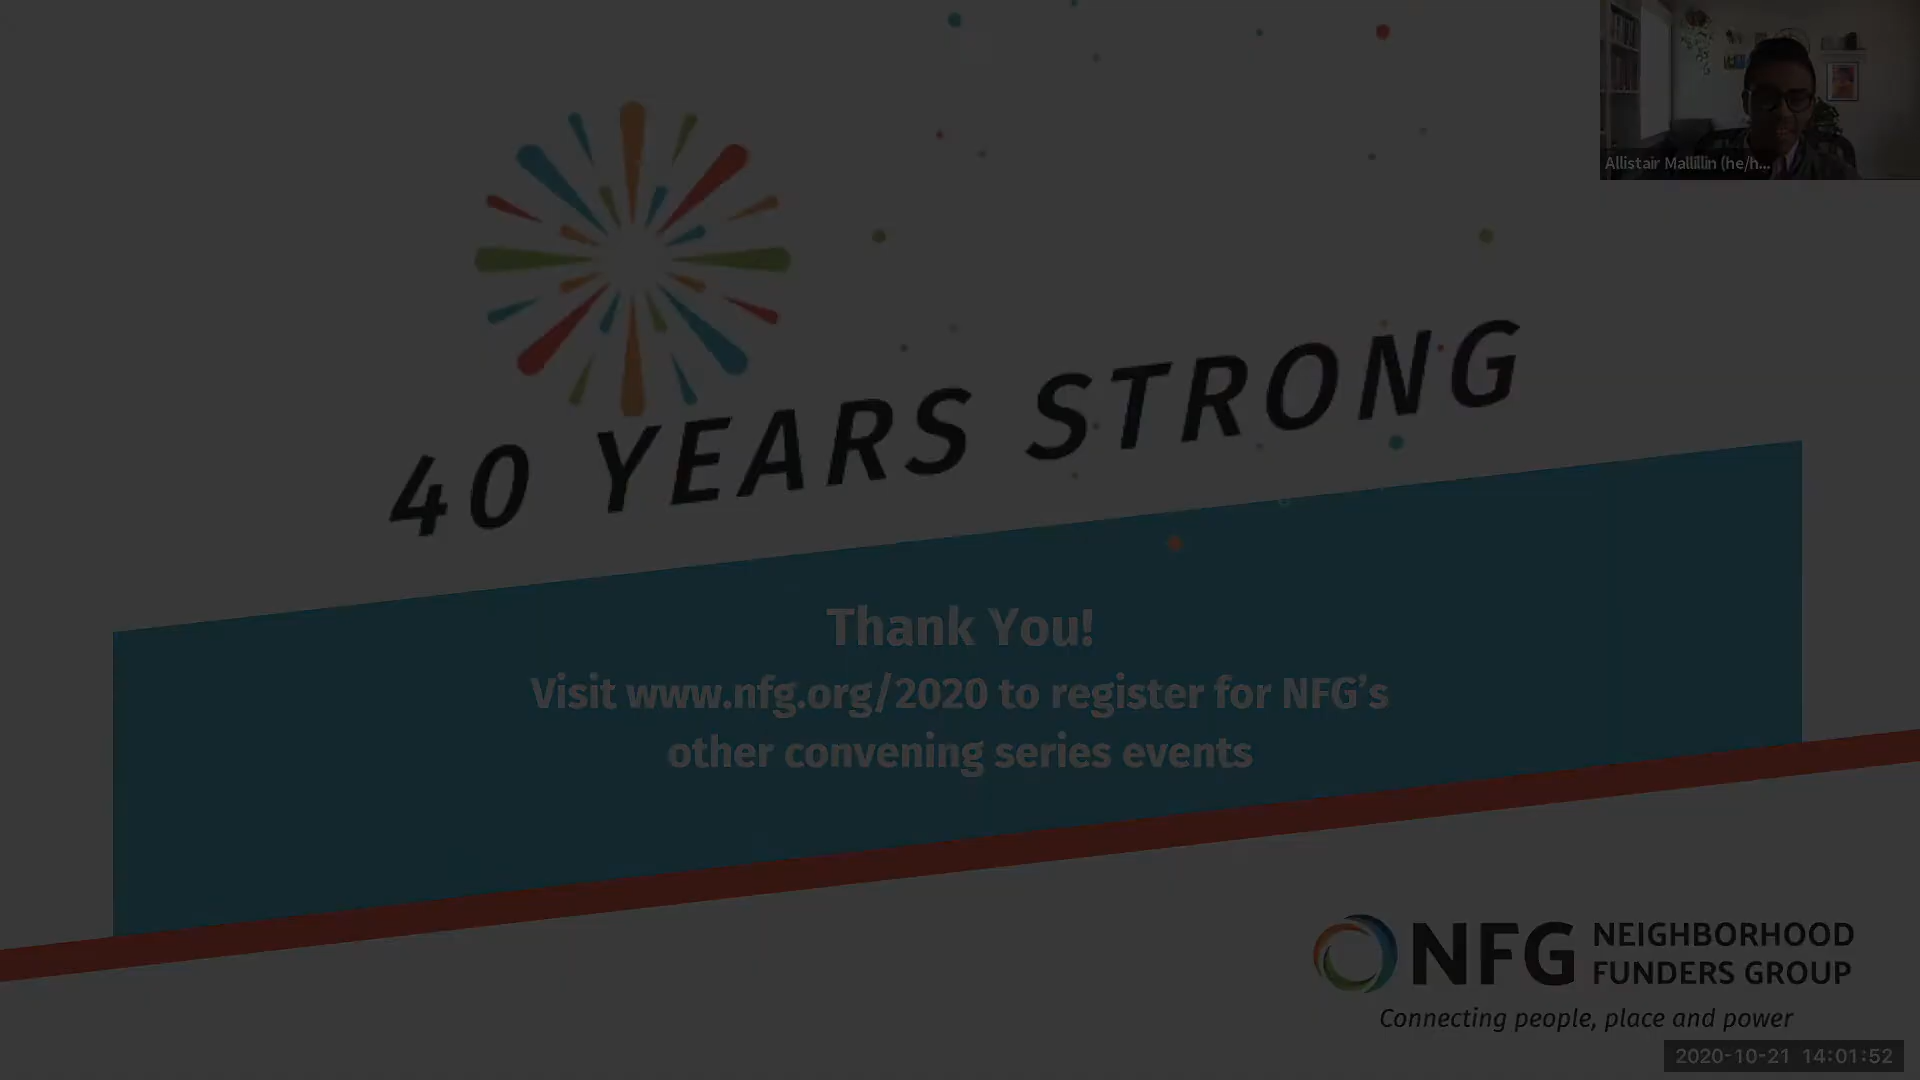 Allistair Mallillin (he/h...
40 YEARS STRONG
Thank You!
Visit www.nfg.org/2020 to register for NFG’s
other convening series events
NFG NEIGHBORHOOD
FUNDERS GROUP
Connecting people, place and power
2020-10-21 14:01:52